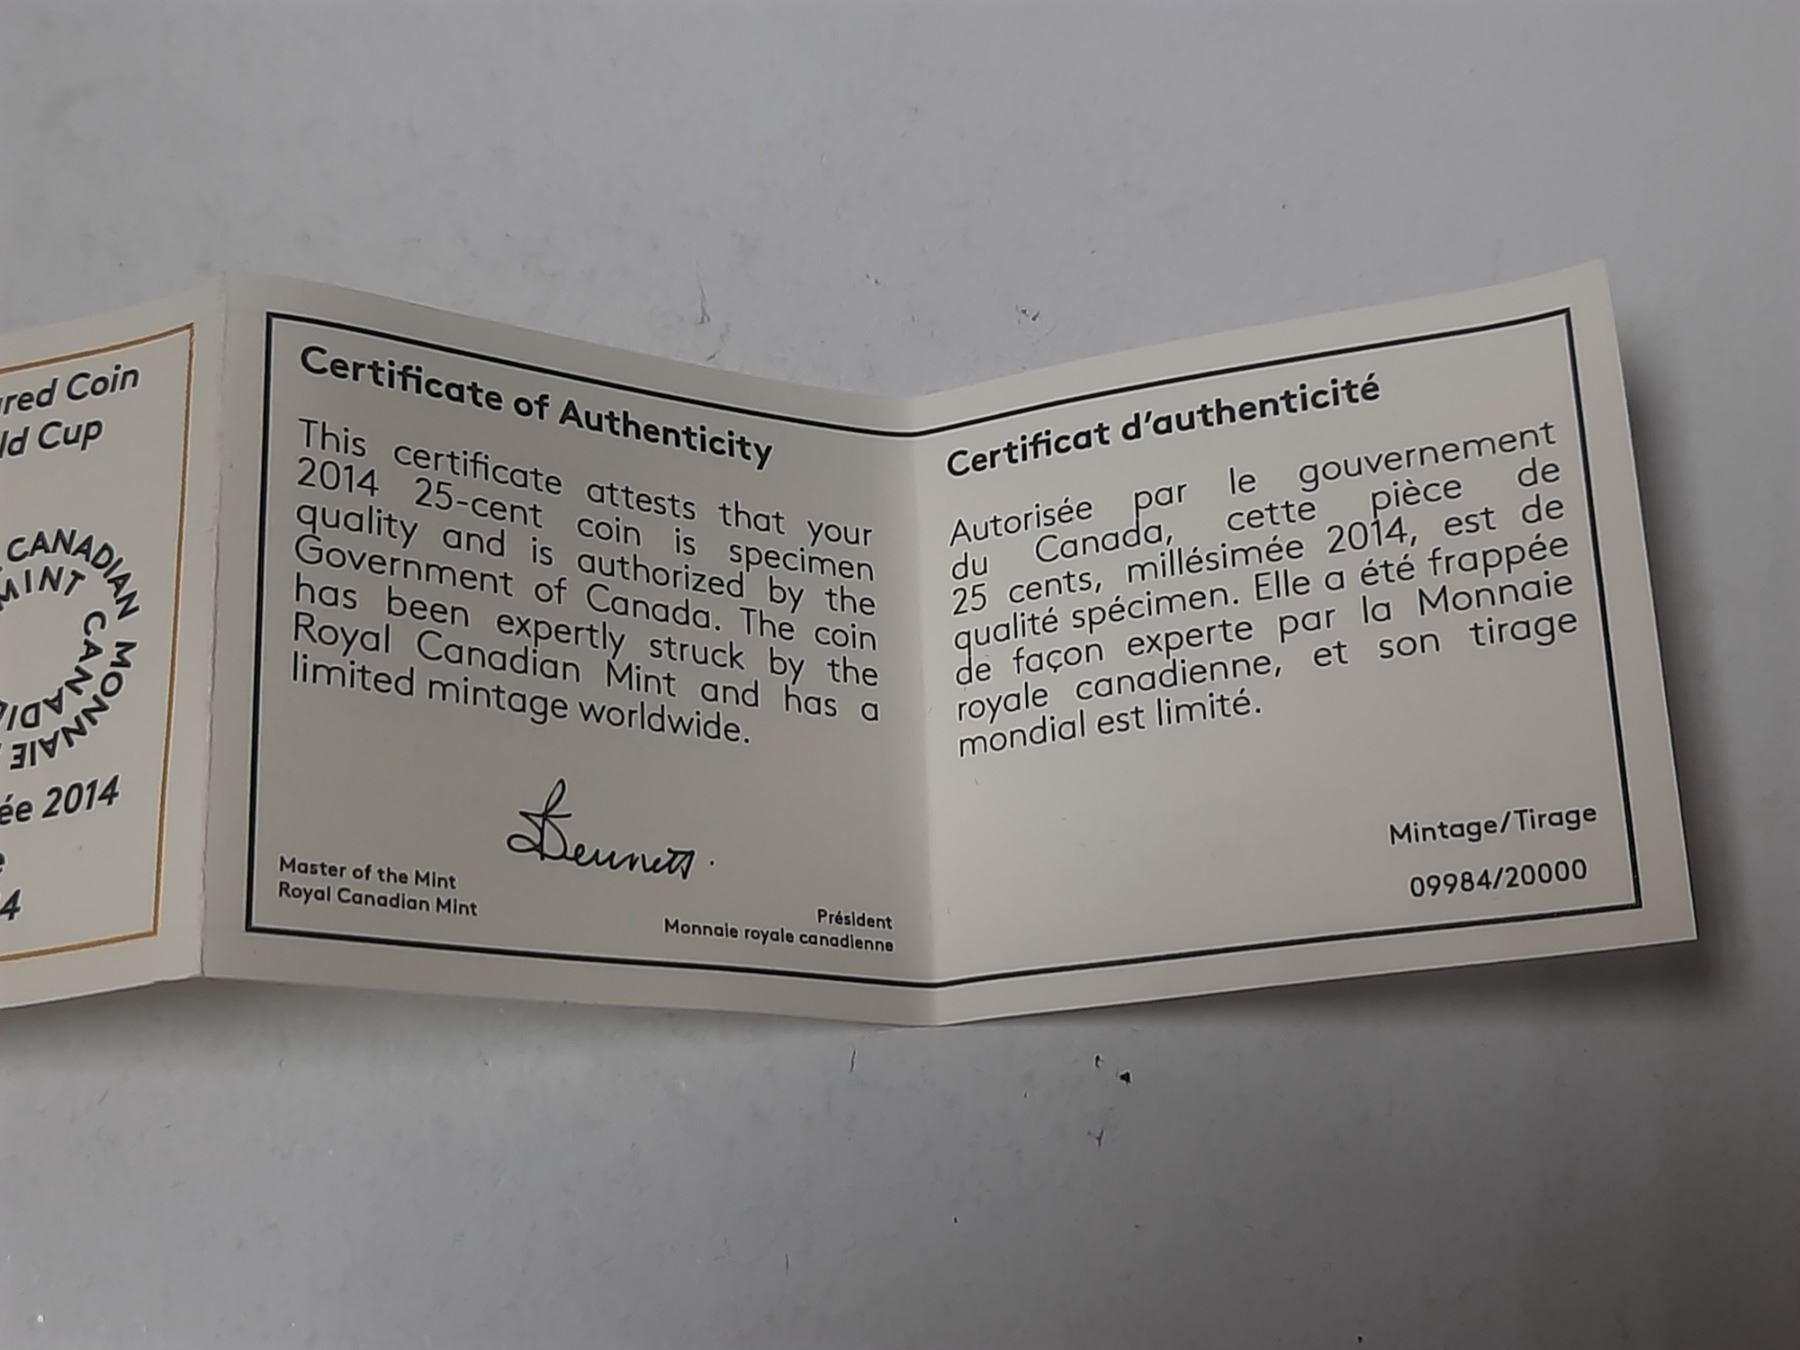 red Coin
ld Cup
CANADIAN MONNAIE
MINT CANADI
ée 2014
4
Certificate of Authenticity
This certificate attests that your
2014 25-cent coin is specimen
quality and is authorized by the
Government of Canada. The coin
has been expertly struck by the
Royal Canadian Mint and has a
limited mintage worldwide.
Bennett
Master of the Mint
Royal Canadian Mint
Président
Monnaie royale canadienne
Certificat d'authenticité
Autorisée par le gouvernement
du Canada, cette pièce de
25 cents, millésimée 2014, est de
qualité spécimen. Elle a été frappée
de façon experte par la Monnaie
royale canadienne, et son tirage
mondial est limité.
Mintage/Tirage
09984/20000